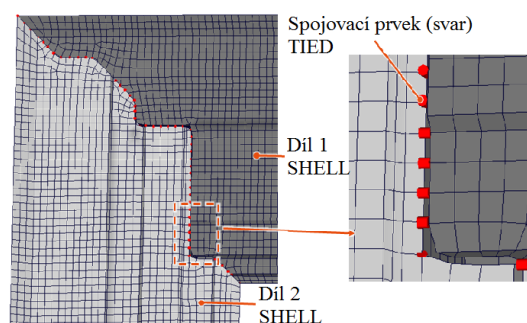 Spojovací prvek (svar)
TIED
Díl 1
SHELL
Díl 2
SHELL